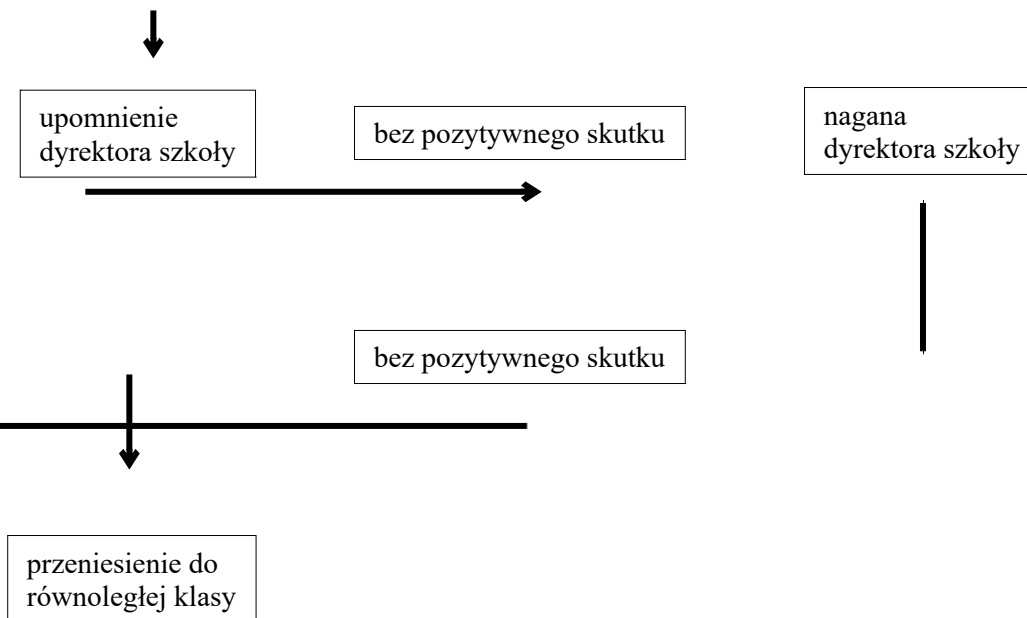 upomnienie
dyrektora szkoły
bez pozytywnego skutku
nagana
dyrektora szkoły
bez pozytywnego skutku
przeniesienie do
równoległej klasy